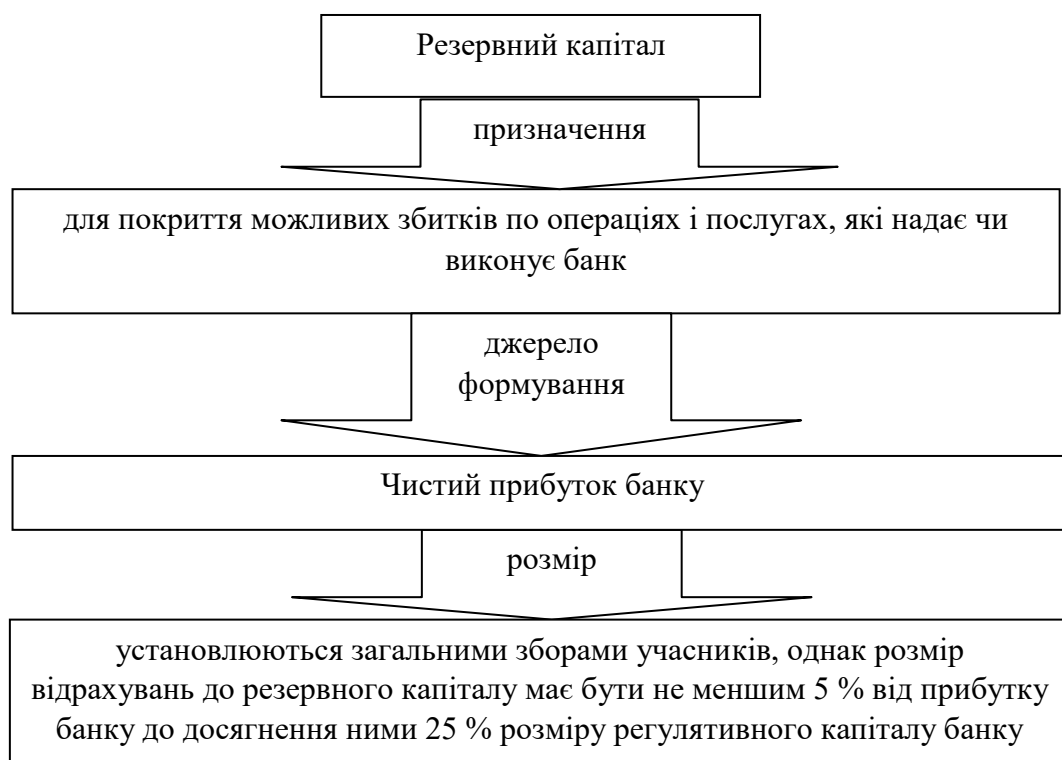 Резервний капітал
призначення
для покриття можливих збитків по операціях і послугах, які надає чи
виконує банк
джерело
формування
Чистий прибуток банку
розмір
установлюються загальними зборами учасників, однак розмір
відрахувань до резервного капіталу має бути не меншим 5 % від прибутку
банку до досягнення ними 25 % розміру регулятивного капіталу банку